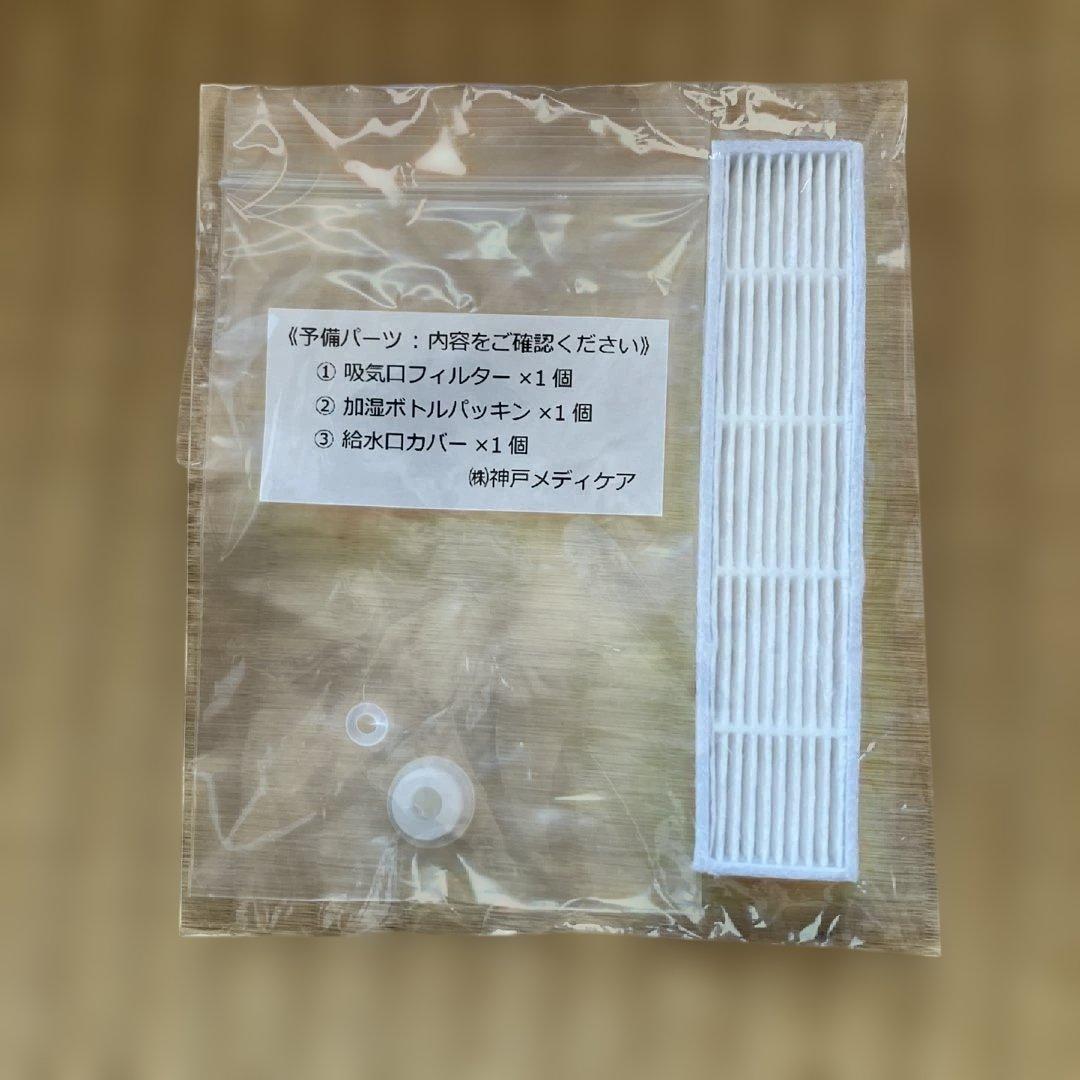 《予備パーツ：内容をご確認ください》
① 吸気口フィルター ×1 個
② 加湿ボトルパッキン ×1 個
③ 給水口カバー ×1 個
㈱神戸メディケア